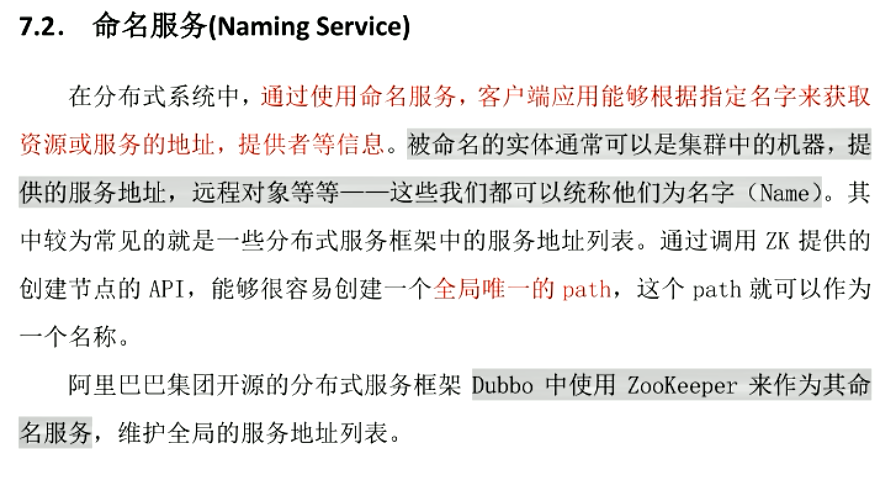 7.2. 命名服务(Naming Service)
在分布式系统中，通过使用命名服务，客户端应用能够根据指定名字来获取
资源或服务的地址，提供者等信息。被命名的实体通常可以是集群中的机器，提
供的服务地址，远程对象等等——这些我们都可以统称他们为名字（Name）。其
中较为常见的就是一些分布式服务框架中的服务地址列表。通过调用 ZK 提供的
创建节点的 API，能够很容易创建一个全局唯一的 path，这个 path 就可以作为
一个名称。
阿里巴巴集团开源的分布式服务框架 Dubbo 中使用 ZooKeeper 来作为其命
名服务，维护全局的服务地址列表。